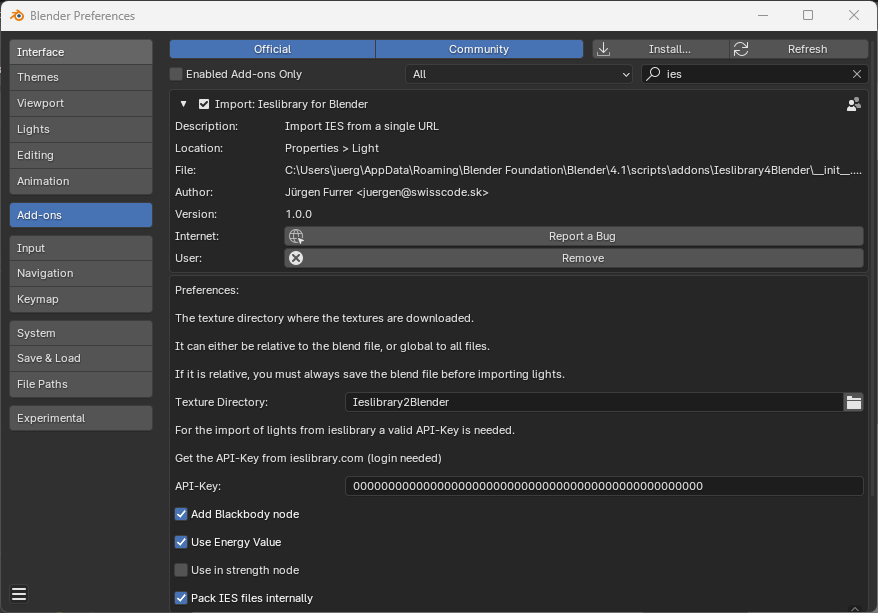 Blender Preferences
Interface
Themes
Viewport
Lights
Editing
Animation
Add-ons
Input
Navigation
Keymap
System
Save & Load
File Paths
Experimental
Official Community Install... Refresh
Enabled Add-ons Only All ies
Import: Ieslibrary for Blender
Description: Import IES from a single URL
Location: Properties > Light
File: C:\Users\juerg\AppData\Roaming\Blender Foundation\Blender\4.1\scripts\addons\Ieslibrary4Blender\__init__....
Author: Jürgen Furrer <juergen@swisscode.sk>
Version: 1.0.0
Internet: Report a Bug
User: Remove
Preferences:
The texture directory where the textures are downloaded.
It can either be relative to the blend file, or global to all files.
If it is relative, you must always save the blend file before importing lights.
Texture Directory: Ieslibrary2Blender
For the import of lights from ieslibrary a valid API-Key is needed.
Get the API-Key from ieslibrary.com (login needed)
API-Key: 00000000000000000000000000000000000000000000000000
Add Blackbody node
Use Energy Value
Use in strength node
Pack IES files internally